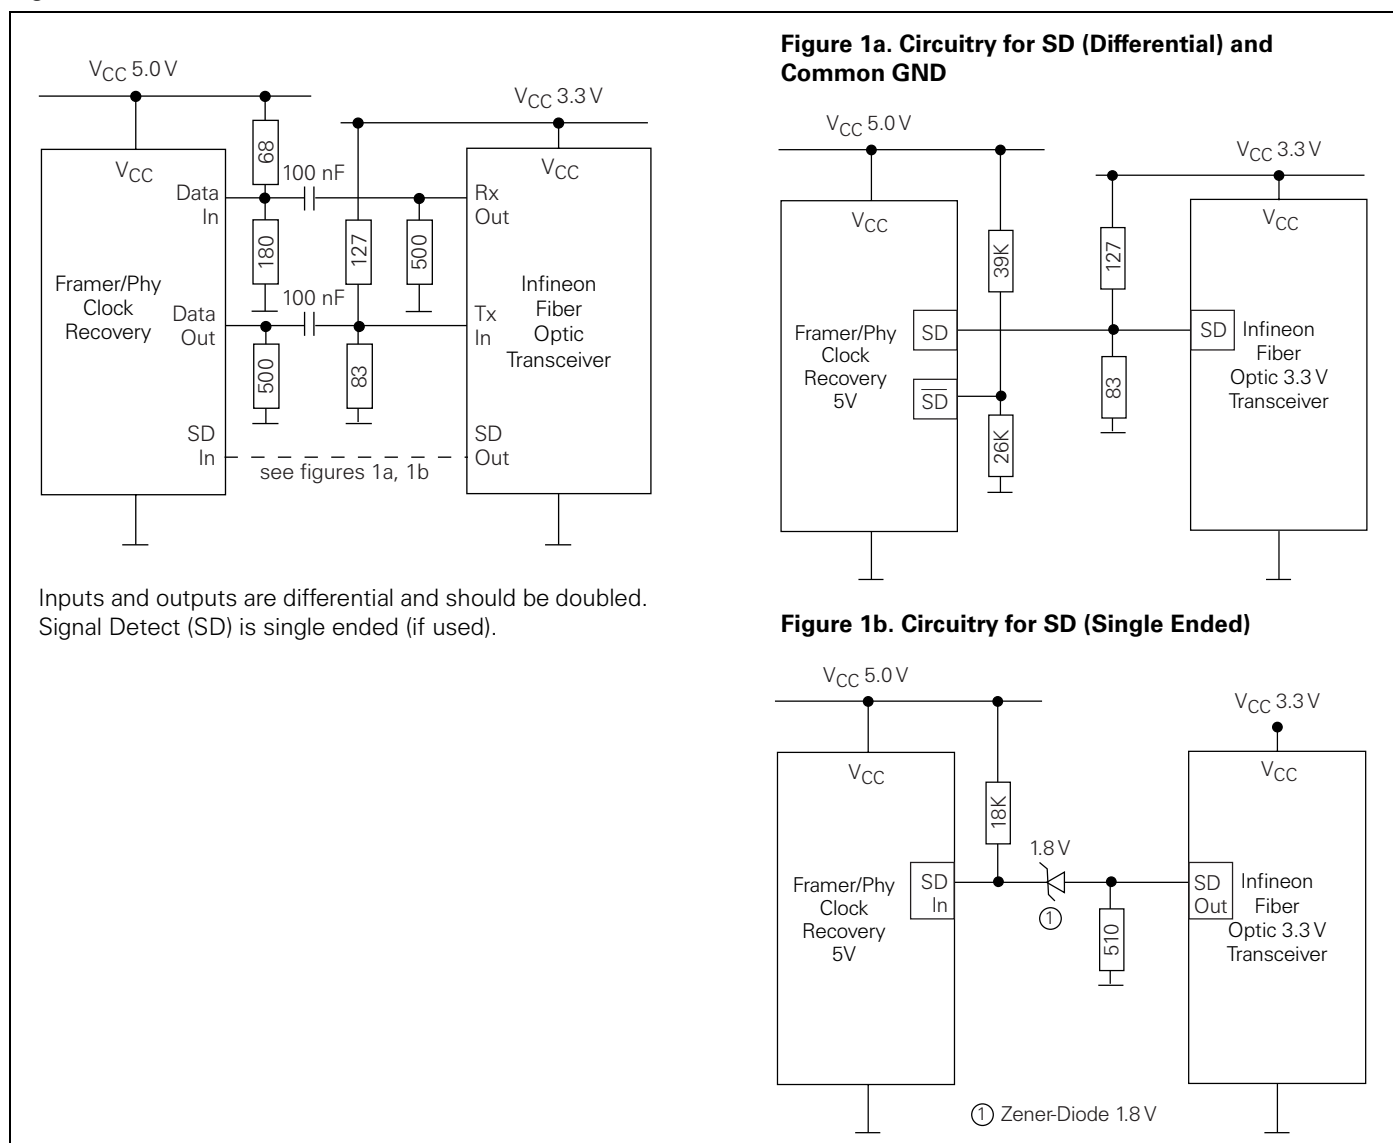 V_CC 5.0 V
V_CC 3.3 V
V_CC
V_CC
68
100 nF
Data
In
Rx
Out
180
127
500
Framer/Phy
Clock
Recovery
Infineon
Fiber
Optic
Transceiver
100 nF
Data
Out
Tx
In
500
83
SD
In
SD
Out
see figures 1a, 1b
Inputs and outputs are differential and should be doubled.
Signal Detect (SD) is single ended (if used).
Figure 1a. Circuitry for SD (Differential) and
Common GND
V_CC 5.0 V
V_CC 3.3 V
V_CC
V_CC
39K
127
Framer/Phy
Clock
Recovery
5V
SD
SD
SD
Infineon
Fiber
Optic 3.3 V
Transceiver
26K
83
Figure 1b. Circuitry for SD (Single Ended)
V_CC 5.0 V
V_CC 3.3 V
V_CC
V_CC
18K
1.8 V
Framer/Phy
Clock
Recovery
5V
SD
In
1
510
SD
Out
Infineon
Fiber
Optic 3.3 V
Transceiver
① Zener-Diode 1.8 V